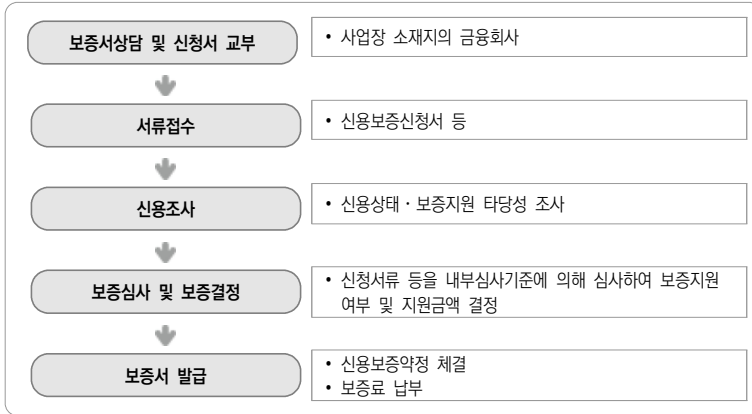 보증서상담 및 신청서 교부
• 사업장 소재지의 금융회사
서류접수
• 신용보증신청서 등
신용조사
• 신용상태·보증지원 타당성 조사
보증심사 및 보증결정
• 신청서류 등을 내부심사기준에 의해 심사하여 보증지원
여부 및 지원금액 결정
보증서 발급
• 신용보증약정 체결
• 보증료 납부